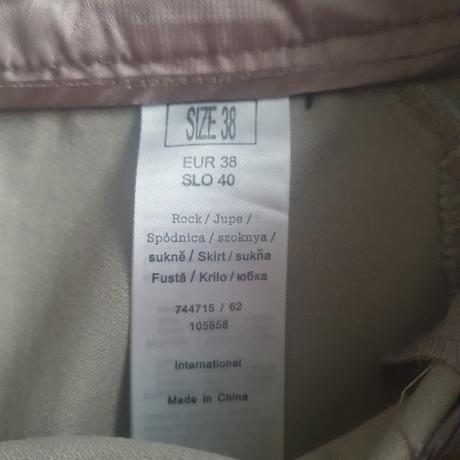 SIZE 38
EUR 38
SLO 40
Rock / Jupe /
Spódnica / szoknya /
sukně / Skirt / sukňa
Fustă / Krilo / юбка
744715 / 62
105658
International
Made in China